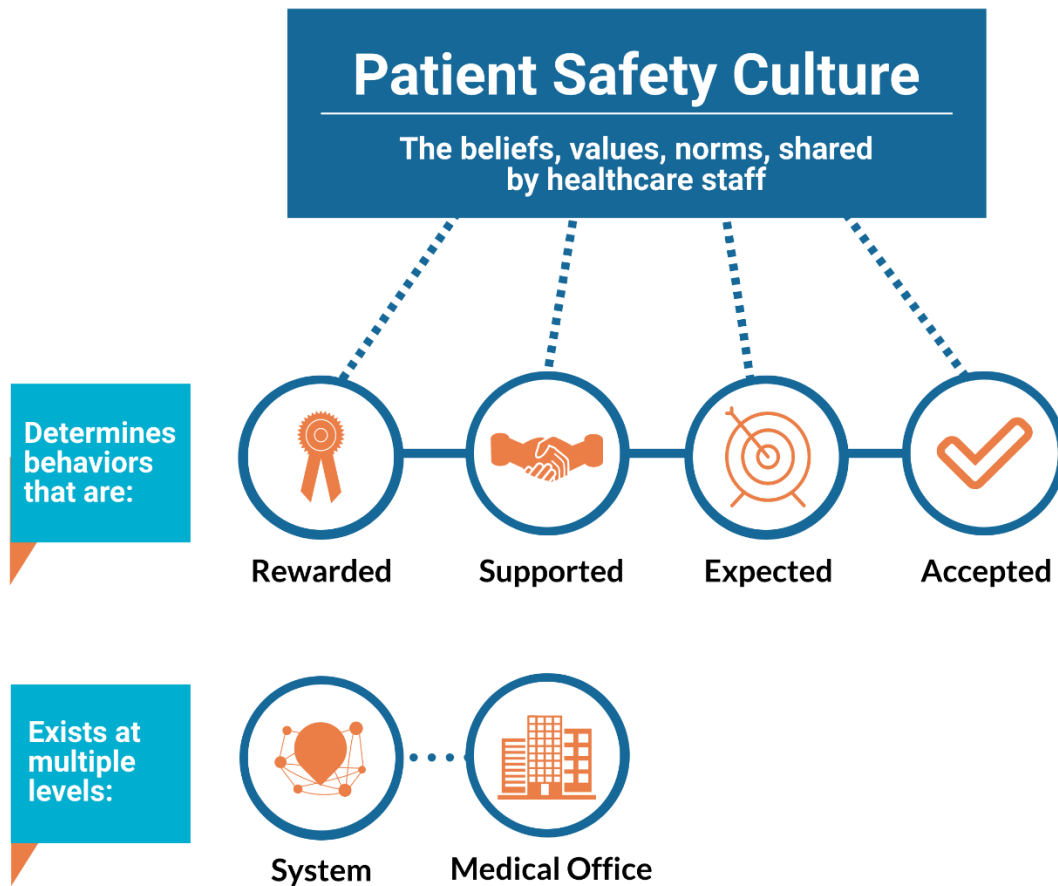 Patient Safety Culture
The beliefs, values, norms, shared
by healthcare staff
Determines
behaviors
that are:
Rewarded
Supported
Expected
Accepted
Exists at
multiple
levels:
System
Medical Office